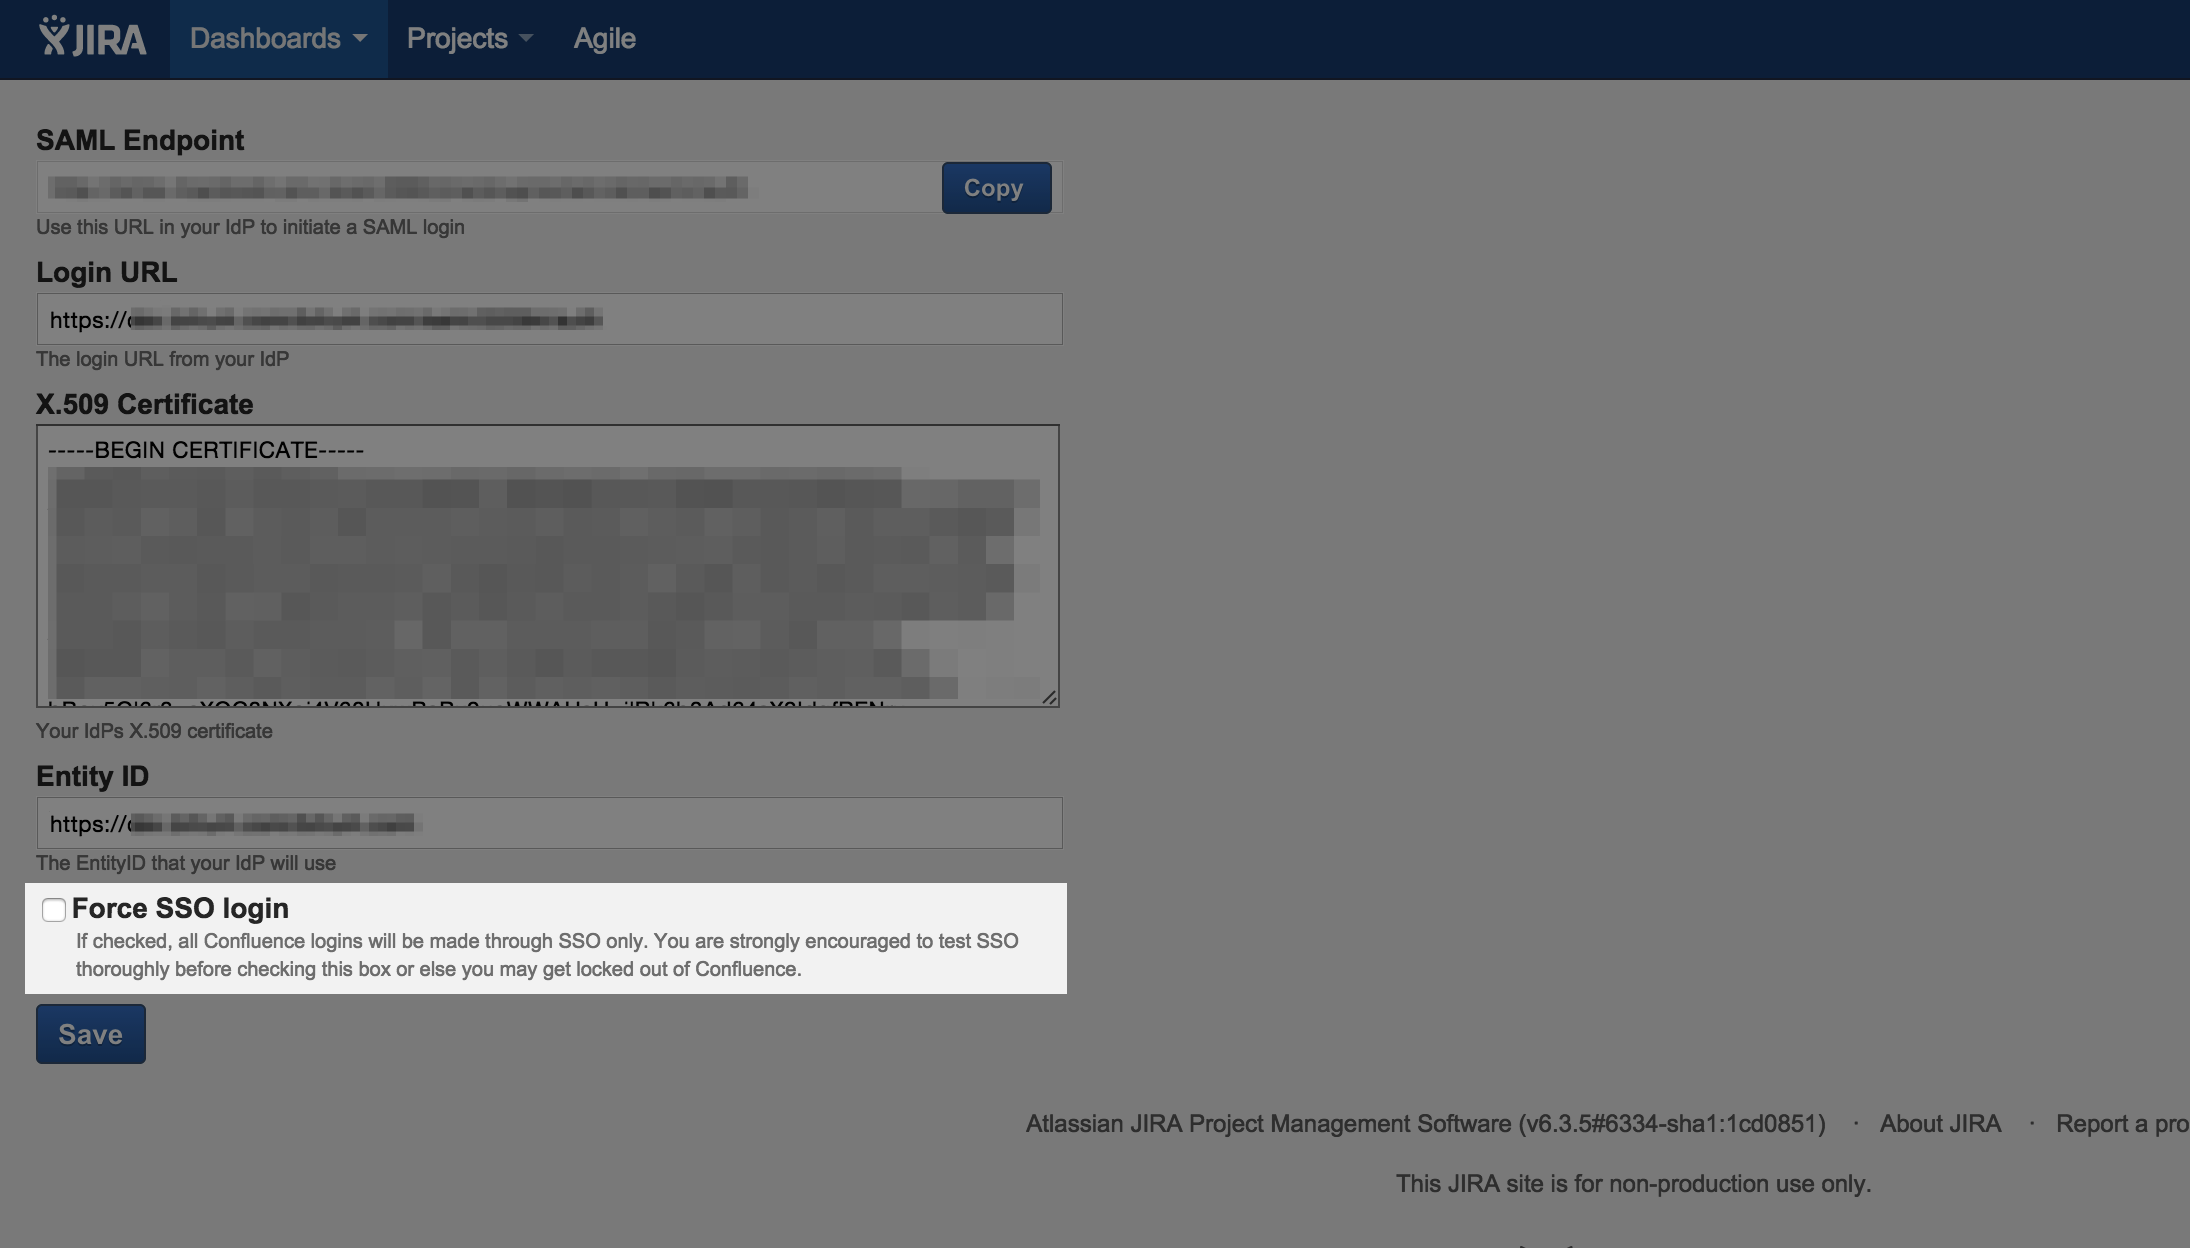 JIRA Dashboards Projects Agile
SAML Endpoint
Copy
Use this URL in your IdP to initiate a SAML login
Login URL
https://
The login URL from your IdP
X.509 Certificate
-----BEGIN CERTIFICATE-----
Your IdPs X.509 certificate
Entity ID
https://
The EntityID that your IdP will use
Force SSO login
If checked, all Confluence logins will be made through SSO only. You are strongly encouraged to test SSO
thoroughly before checking this box or else you may get locked out of Confluence.
Save
Atlassian JIRA Project Management Software (v6.3.5#6334-sha1:1cd0851) · About JIRA · Report a pro
This JIRA site is for non-production use only.